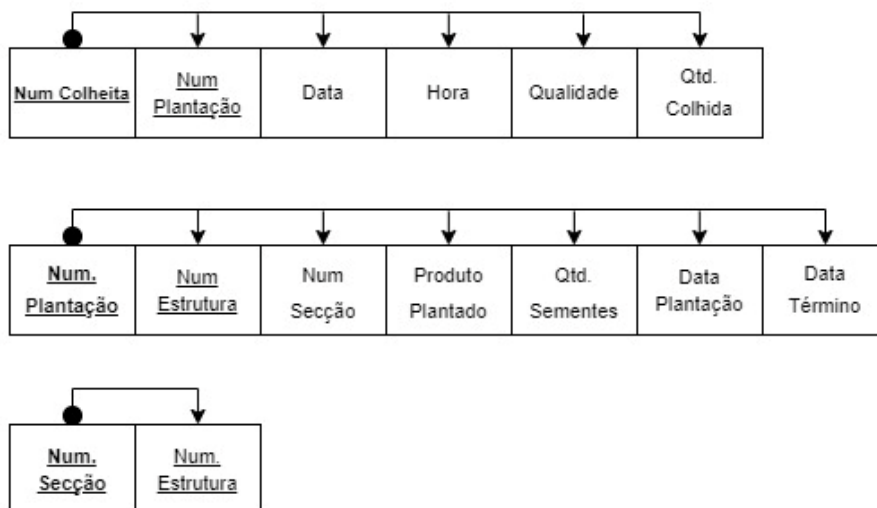 Num Colheita
Num
Plantação
Data
Hora
Qualidade
Qtd.
Colhida
Num.
Plantação
Num
Estrutura
Num
Secção
Produto
Plantado
Qtd.
Sementes
Data
Plantação
Data
Término
Num.
Secção
Num.
Estrutura